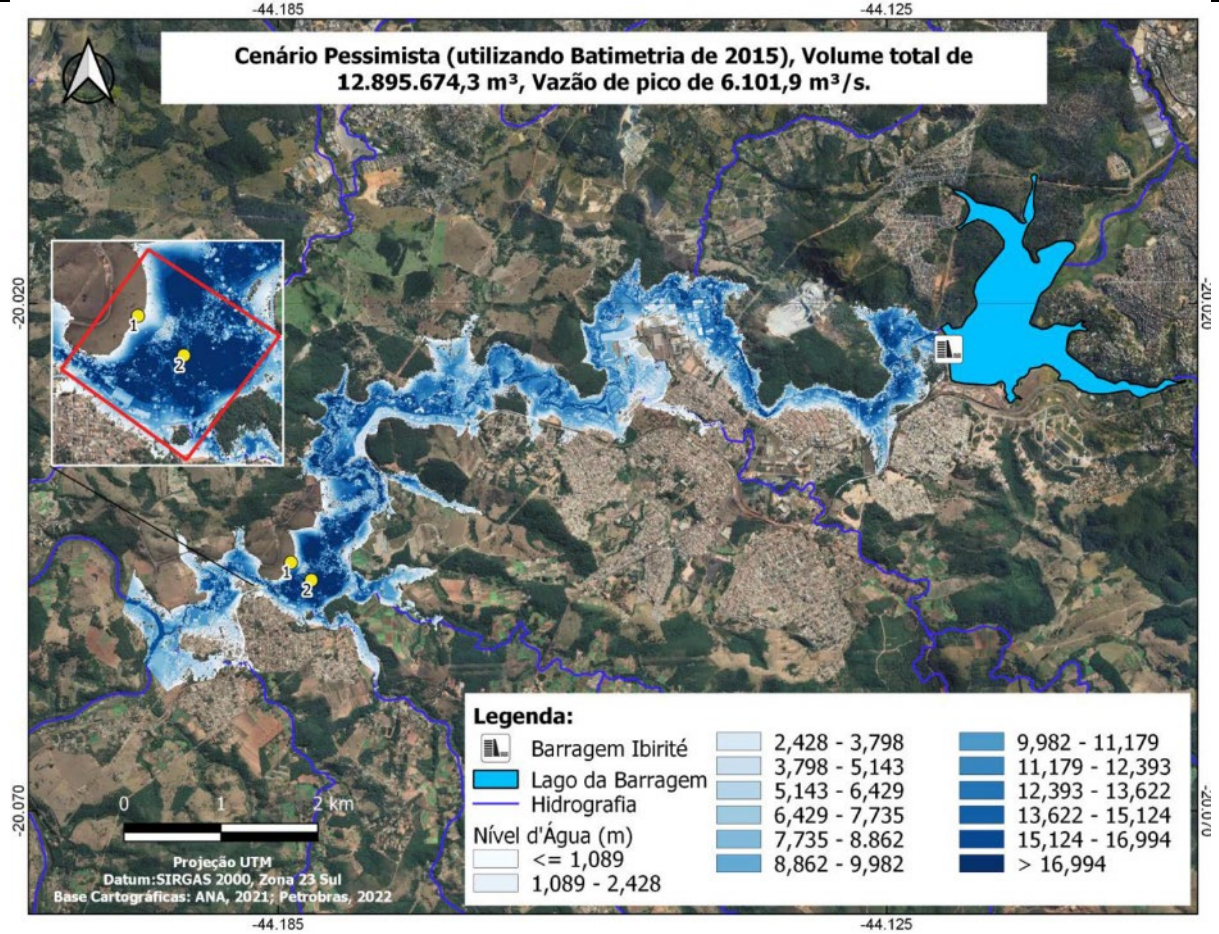 -44.185
-44.125
Cenário Pessimista (utilizando Batimetria de 2015), Volume total de
12.895.674,3 m³, Vazão de pico de 6.101,9 m³/s.
-20.020
-20.020
1
2
1
2
Legenda:
Barragem Ibirité
Lago da Barragem
Hidrografia
Nível d'Água (m)
<= 1,089
1,089 - 2,428
2,428 - 3,798
3,798 - 5,143
5,143 - 6,429
6,429 - 7,735
7,735 - 8.862
8,862 - 9,982
9,982 - 11,179
11,179 - 12,393
12,393 - 13,622
13,622 - 15,124
15,124 - 16,994
> 16,994
0 1 2 km
-20.070
-20.070
Projeção UTM
Datum:SIRGAS 2000, Zona 23 Sul
Base Cartográficas: ANA, 2021; Petrobras, 2022
-44.185
-44.125